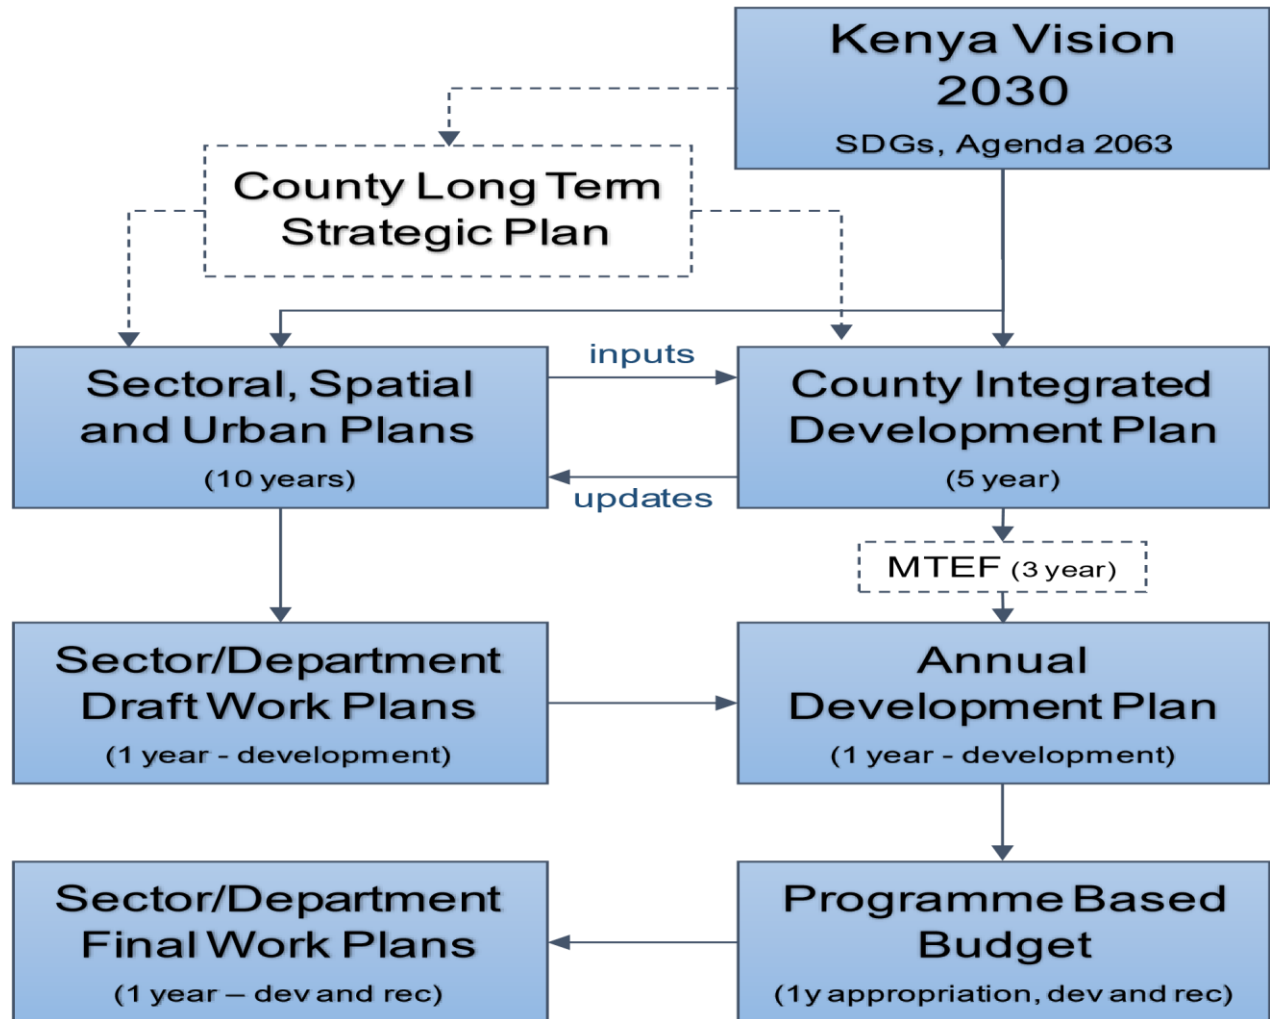 Kenya Vision
2030
SDGs, Agenda 2063
County Long Term
Strategic Plan
Sectoral, Spatial
and Urban Plans
(10 years)
inputs
updates
County Integrated
Development Plan
(5 year)
MTEF (3 year)
Sector/Department
Draft Work Plans
(1 year - development)
Annual
Development Plan
(1 year - development)
Sector/Department
Final Work Plans
(1 year – dev and rec)
Programme Based
Budget
(1y appropriation, dev and rec)